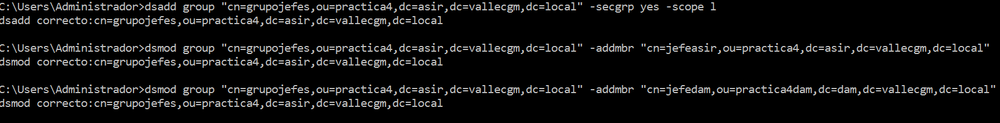 C:\Users\Administrador>dsadd group "cn=grupojefes,ou=practica4,dc=asir,dc=vallecgm,dc=local" -secgrp yes -scope l
dsadd correcto:cn=grupojefes,ou=practica4,dc=asir,dc=vallecgm,dc=local
C:\Users\Administrador>dsmod group "cn=grupojefes,ou=practica4,dc=asir,dc=vallecgm,dc=local" -addmbr "cn=jefeasir,ou=practica4,dc=asir,dc=vallecgm,dc=local"
dsmod correcto:cn=grupojefes,ou=practica4,dc=asir,dc=vallecgm,dc=local
C:\Users\Administrador>dsmod group "cn=grupojefes,ou=practica4,dc=asir,dc=vallecgm,dc=local" -addmbr "cn=jefedam,ou=practica4dam,dc=dam,dc=vallecgm,dc=local"
dsmod correcto:cn=grupojefes,ou=practica4,dc=asir,dc=vallecgm,dc=local